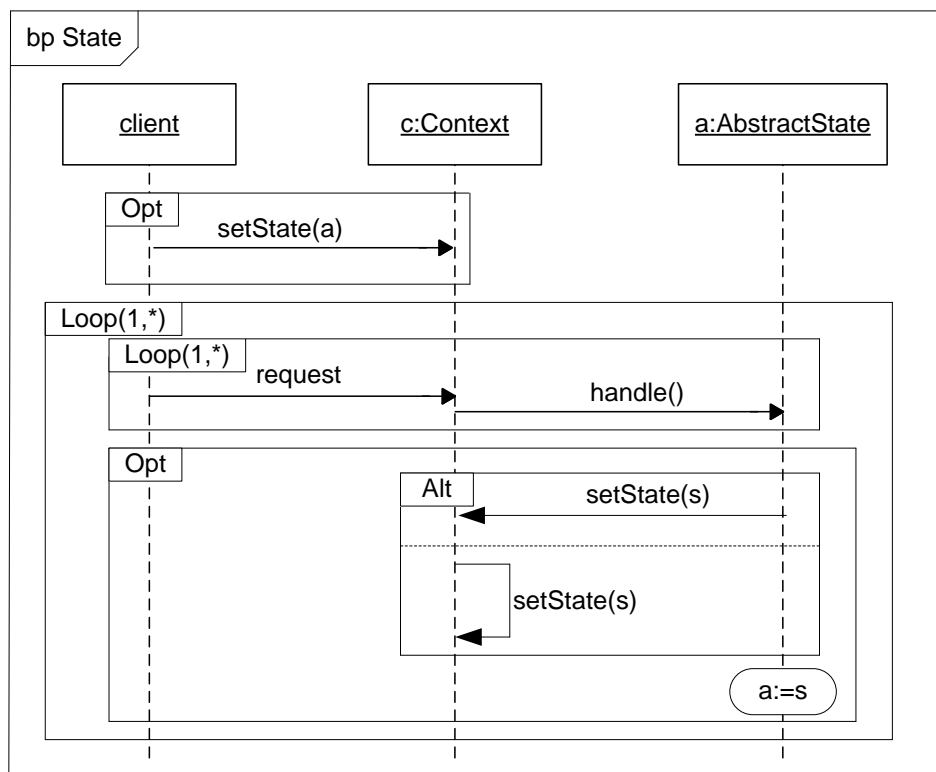 bp State
client
c:Context
a:AbstractState
Opt
setState(a)
Loop(1,*)
Loop(1,*)
request
handle()
Opt
Alt
setState(s)
setState(s)
a:=s